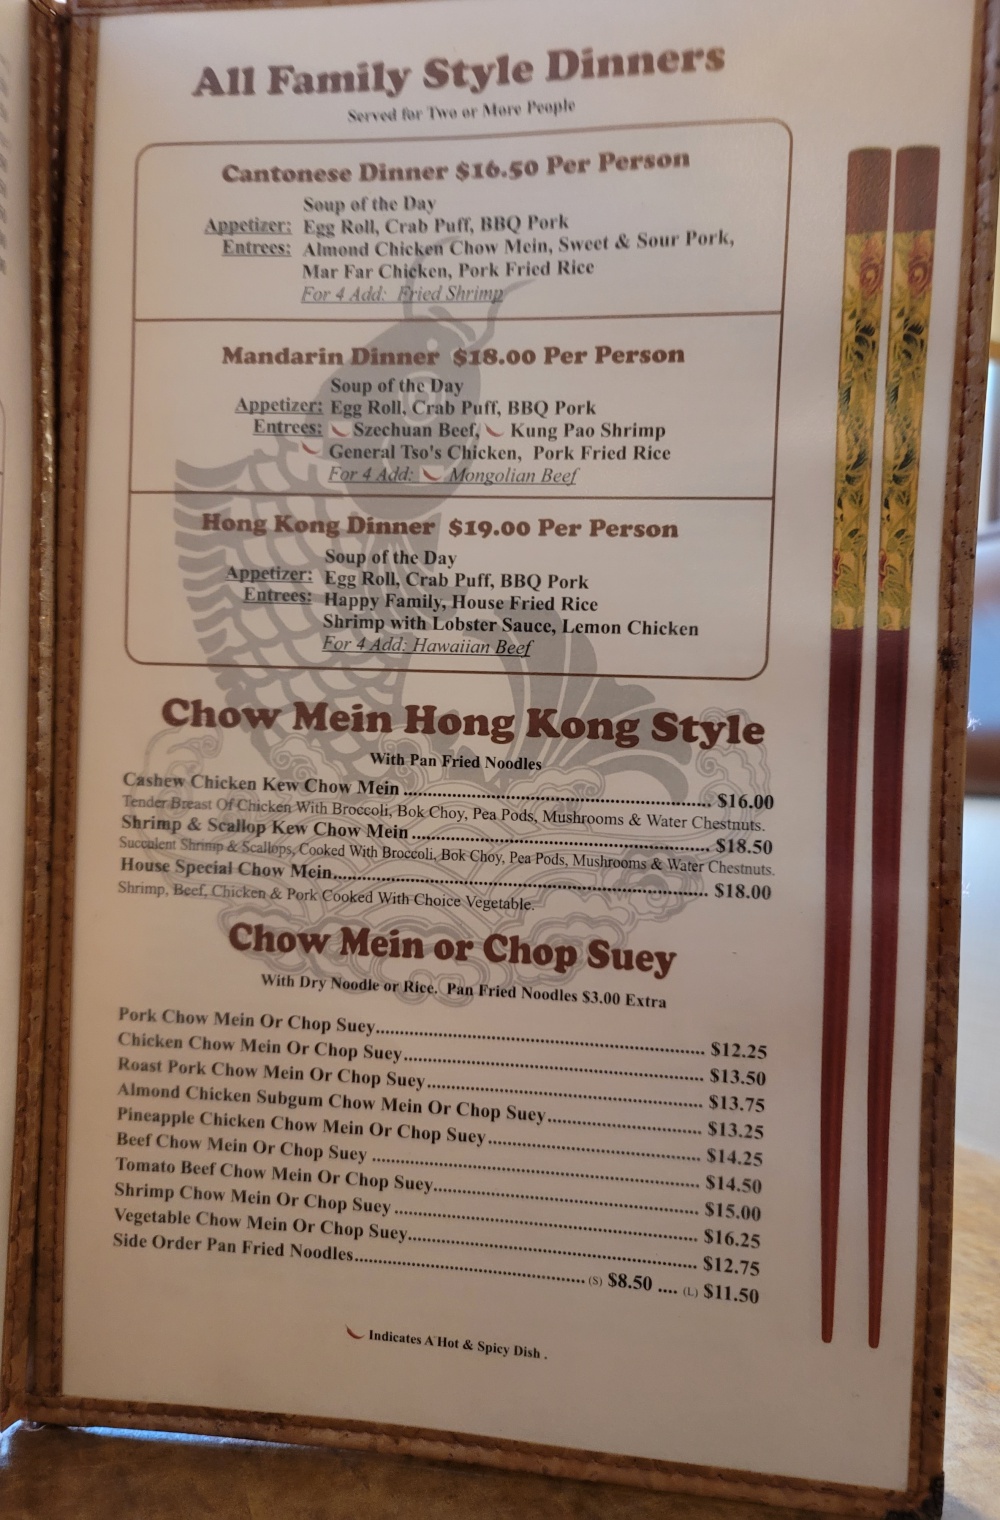 All Family Style Dinners
Served for Two or More People
Cantonese Dinner $16.50 Per Person
Soup of the Day
Appetizer: Egg Roll, Crab Puff, BBQ Pork
Entrees: Almond Chicken Chow Mein, Sweet & Sour Pork,
Mar Far Chicken, Pork Fried Rice
For 4 Add: Fried Shrimp
Mandarin Dinner $18.00 Per Person
Soup of the Day
Appetizer: Egg Roll, Crab Puff, BBQ Pork
Entrees: Szechuan Beef, Kung Pao Shrimp
General Tso's Chicken, Pork Fried Rice
For 4 Add: Mongolian Beef
Hong Kong Dinner $19.00 Per Person
Soup of the Day
Appetizer: Egg Roll, Crab Puff, BBQ Pork
Entrees: Happy Family, House Fried Rice
Shrimp with Lobster Sauce, Lemon Chicken
For 4 Add: Hawaiian Beef
Chow Mein Hong Kong Style
With Pan Fried Noodles
Cashew Chicken Kew Chow Mein ........ $16.00
Tender Breast Of Chicken With Broccoli, Bok Choy, Pea Pods, Mushrooms & Water Chestnuts.
Shrimp & Scallop Kew Chow Mein ........ $18.50
Succulent Shrimp & Scallops, Cooked With Broccoli, Bok Choy, Pea Pods, Mushrooms & Water Chestnuts.
House Special Chow Mein........ $18.00
Shrimp, Beef, Chicken & Pork Cooked With Choice Vegetable.
Chow Mein or Chop Suey
With Dry Noodle or Rice. Pan Fried Noodles $3.00 Extra
Pork Chow Mein Or Chop Suey........ $12.25
Chicken Chow Mein Or Chop Suey........ $13.50
Roast Pork Chow Mein Or Chop Suey........ $13.75
Almond Chicken Subgum Chow Mein Or Chop Suey........ $13.25
Pineapple Chicken Chow Mein Or Chop Suey........ $14.25
Beef Chow Mein Or Chop Suey ........ $14.50
Tomato Beef Chow Mein Or Chop Suey........ $15.00
Shrimp Chow Mein Or Chop Suey ........ $16.25
Vegetable Chow Mein Or Chop Suey........ $12.75
Side Order Pan Fried Noodles........ (S) $8.50 .... (L) $11.50
Indicates A Hot & Spicy Dish .